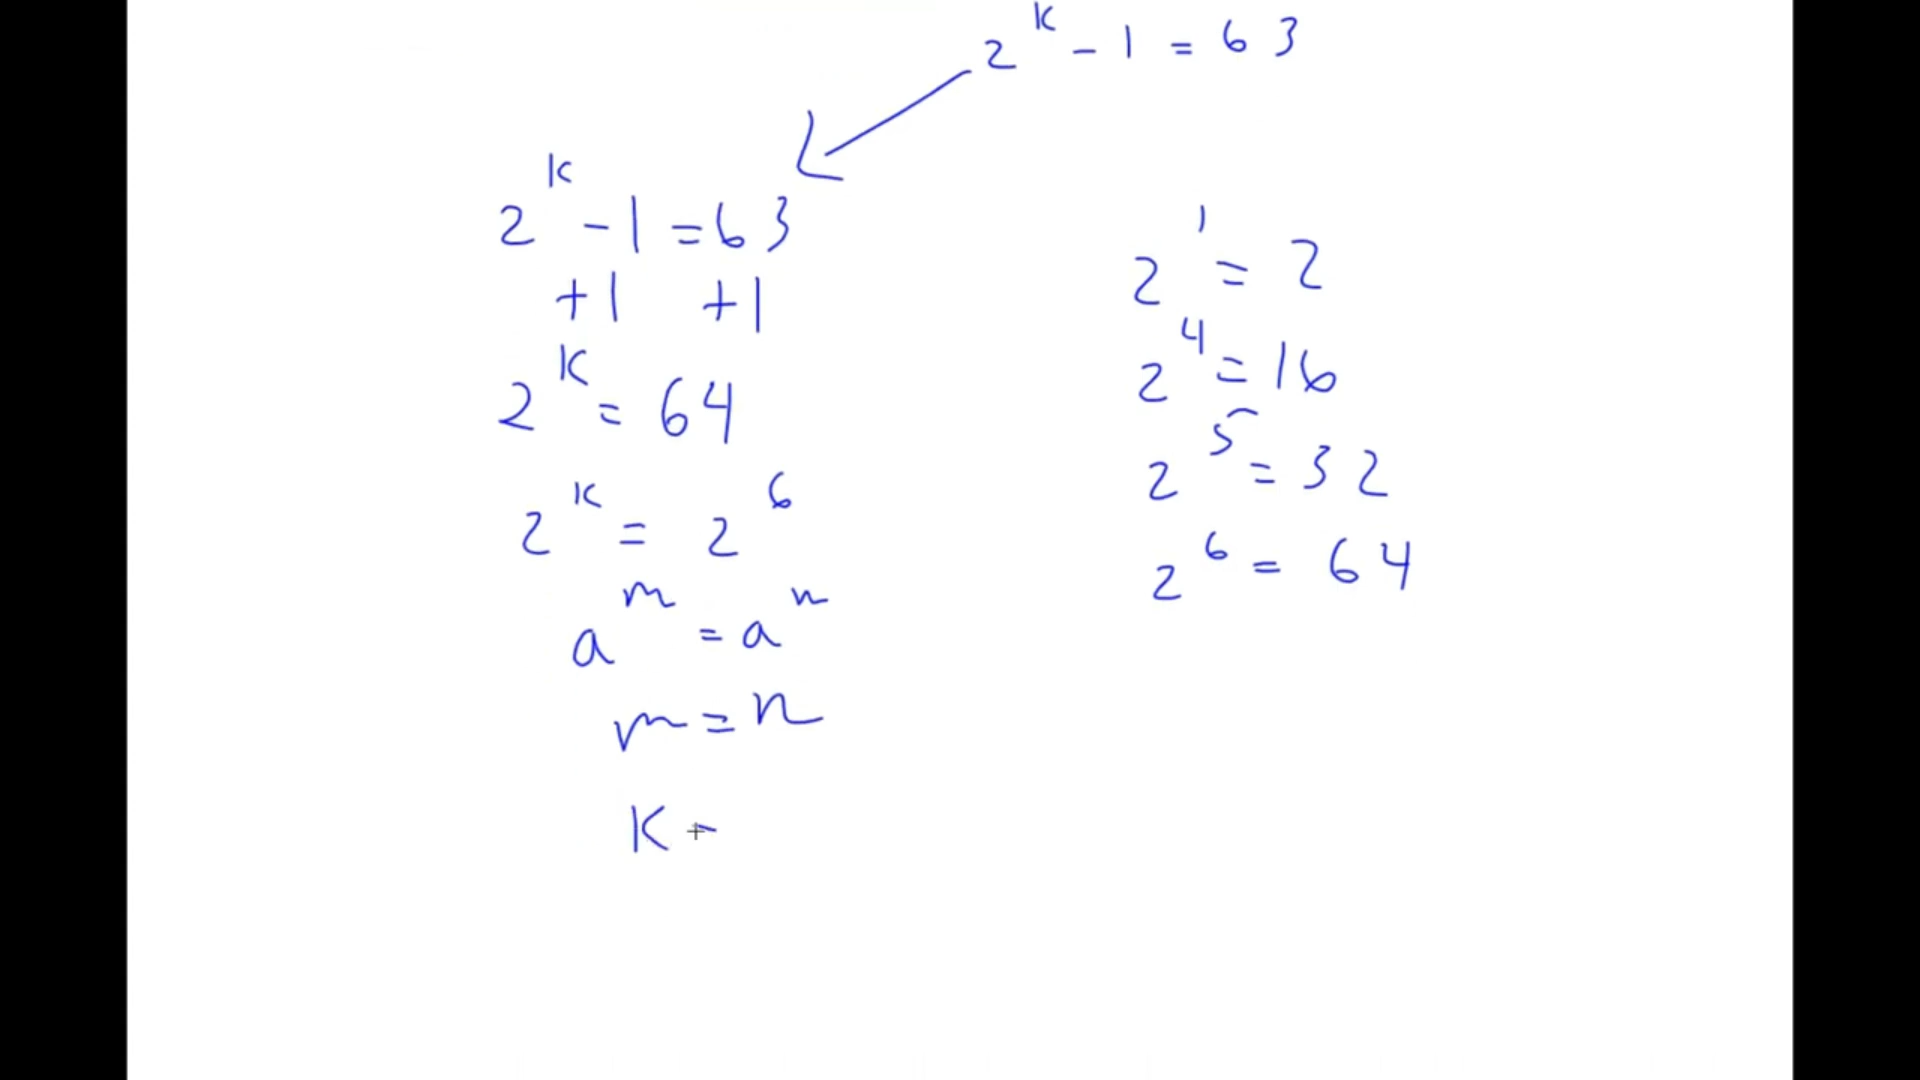 2^k - 1 = 63
2^k - 1 = 63
+1 +1
2^k = 64
2^k = 2^6
a^m = a^n
m = n
K -
2^1 = 2
2^4 = 16
2^5 = 32
2^6 = 64